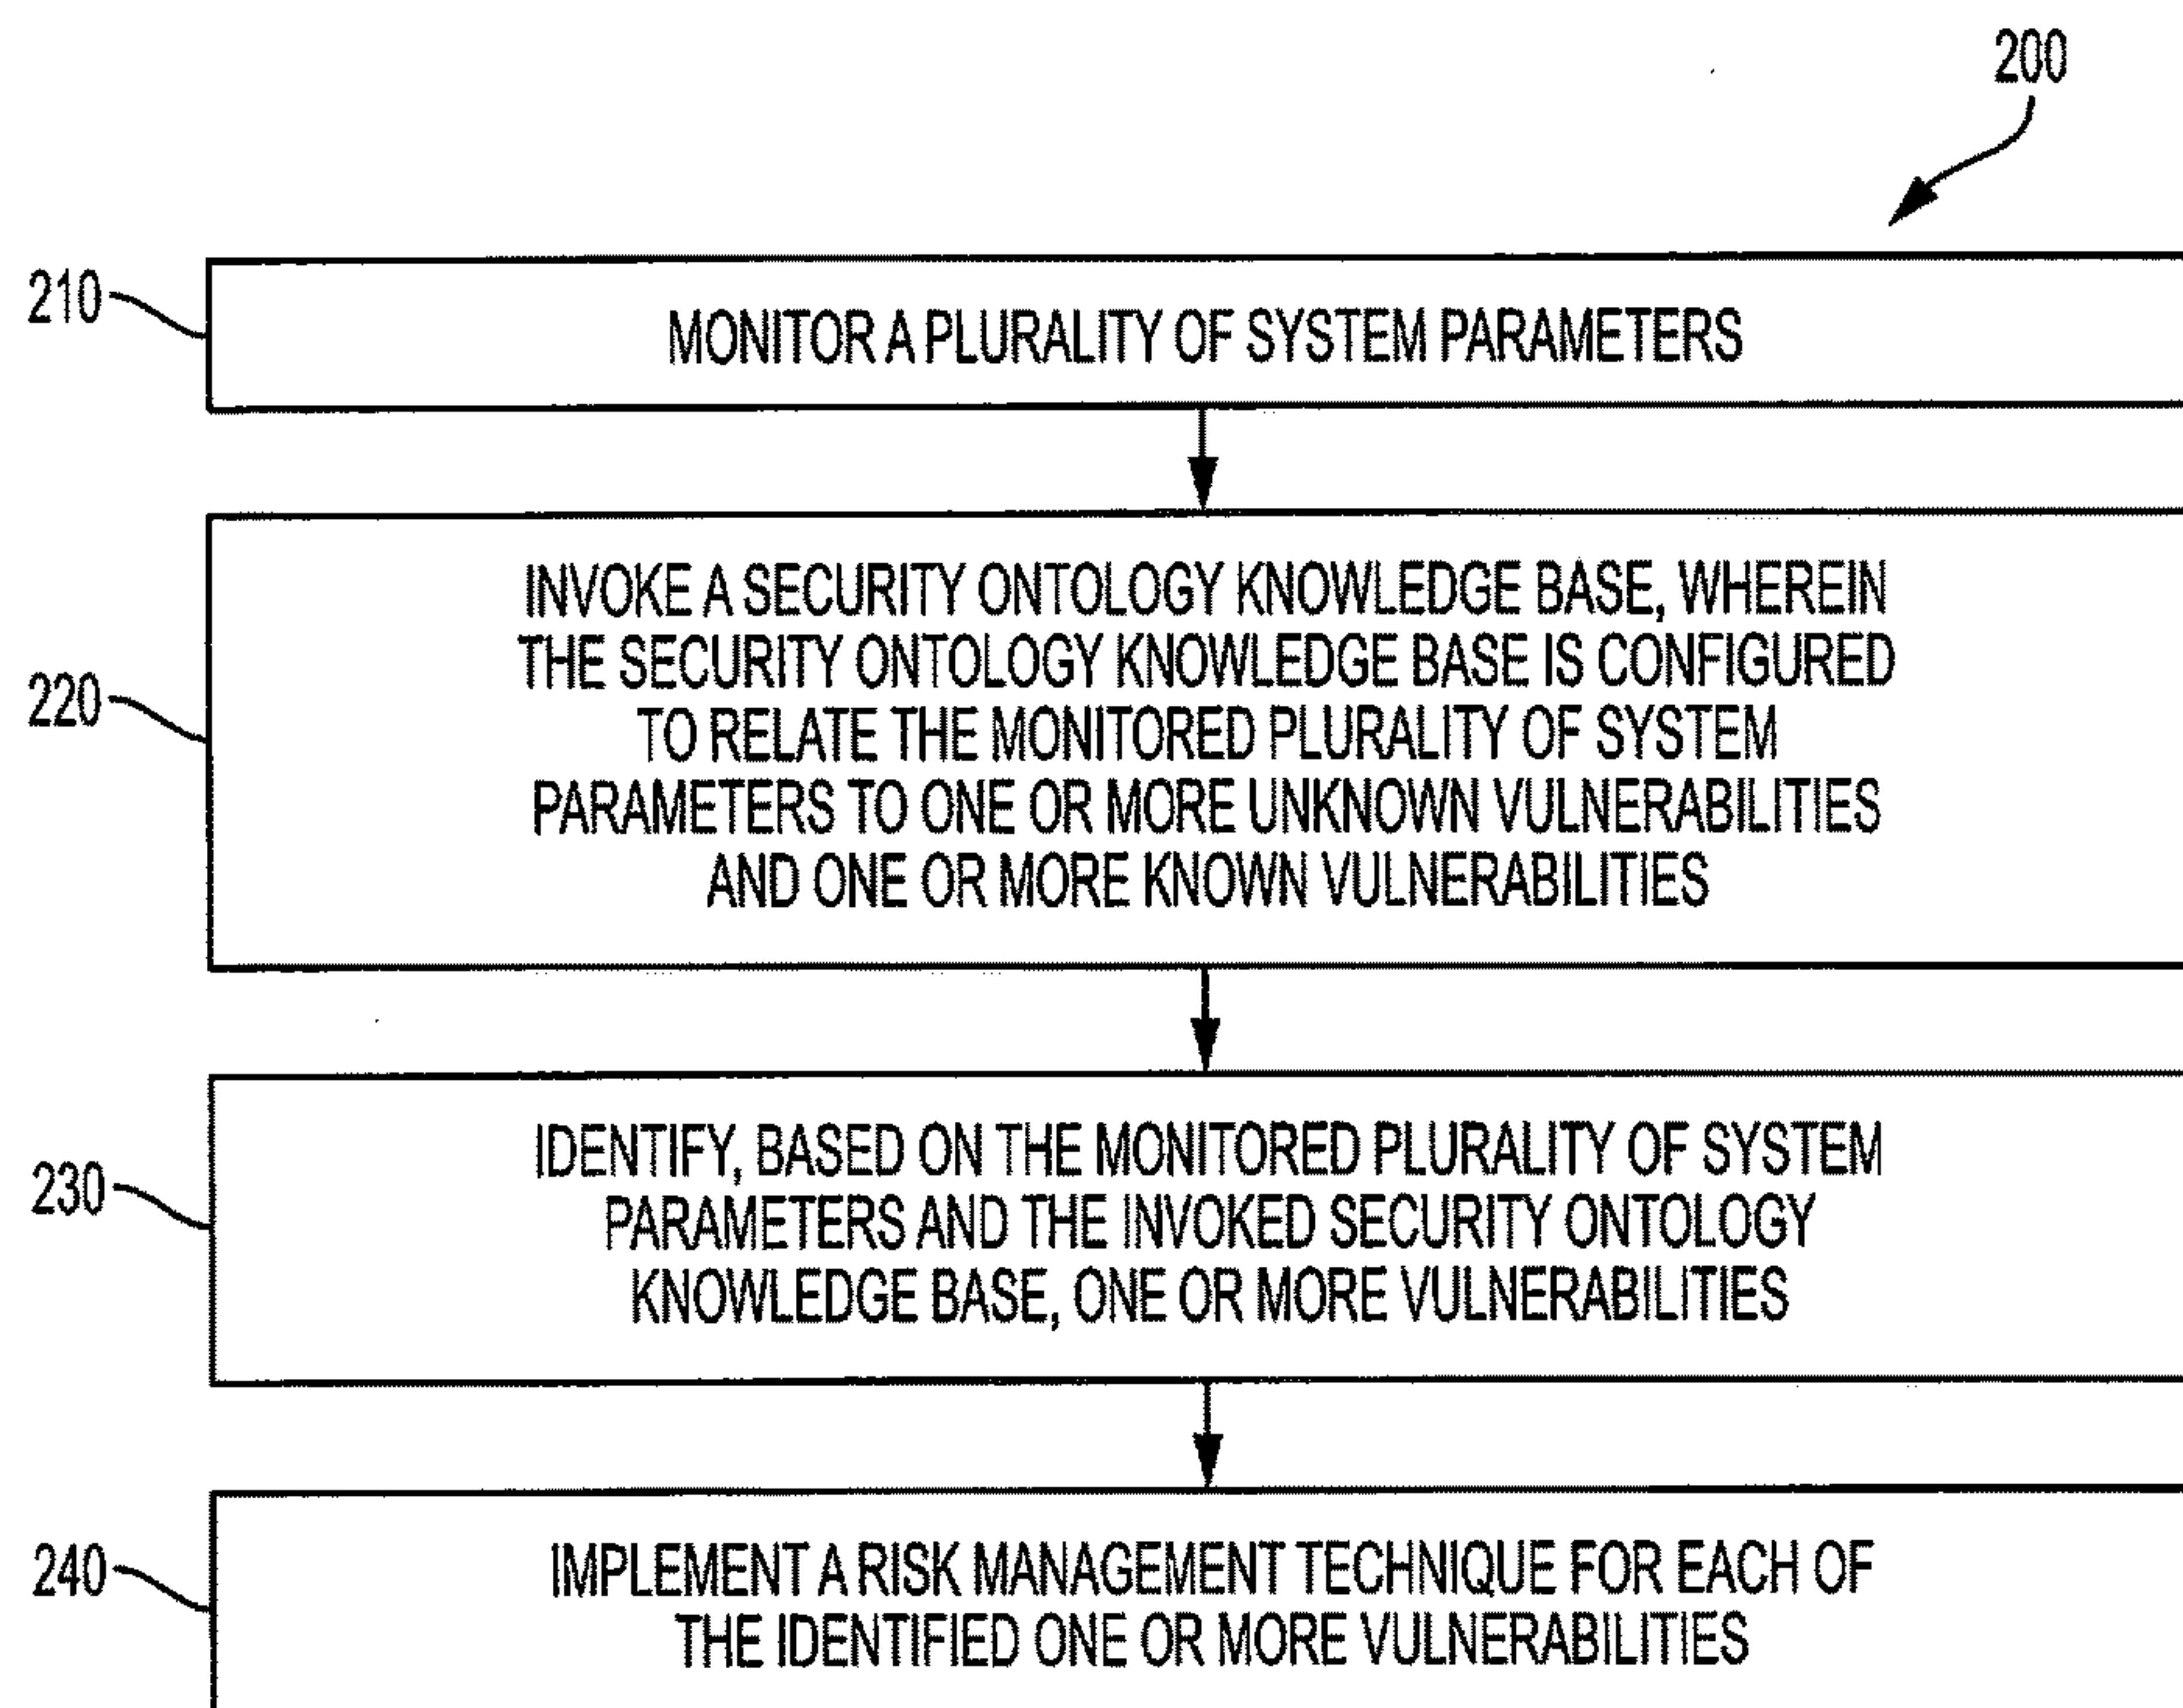 200
210
MONITOR A PLURALITY OF SYSTEM PARAMETERS
220
INVOKE A SECURITY ONTOLOGY KNOWLEDGE BASE, WHEREIN
THE SECURITY ONTOLOGY KNOWLEDGE BASE IS CONFIGURED
TO RELATE THE MONITORED PLURALITY OF SYSTEM
PARAMETERS TO ONE OR MORE UNKNOWN VULNERABILITIES
AND ONE OR MORE KNOWN VULNERABILITIES
230
IDENTIFY, BASED ON THE MONITORED PLURALITY OF SYSTEM
PARAMETERS AND THE INVOKED SECURITY ONTOLOGY
KNOWLEDGE BASE, ONE OR MORE VULNERABILITIES
240
IMPLEMENT A RISK MANAGEMENT TECHNIQUE FOR EACH OF
THE IDENTIFIED ONE OR MORE VULNERABILITIES